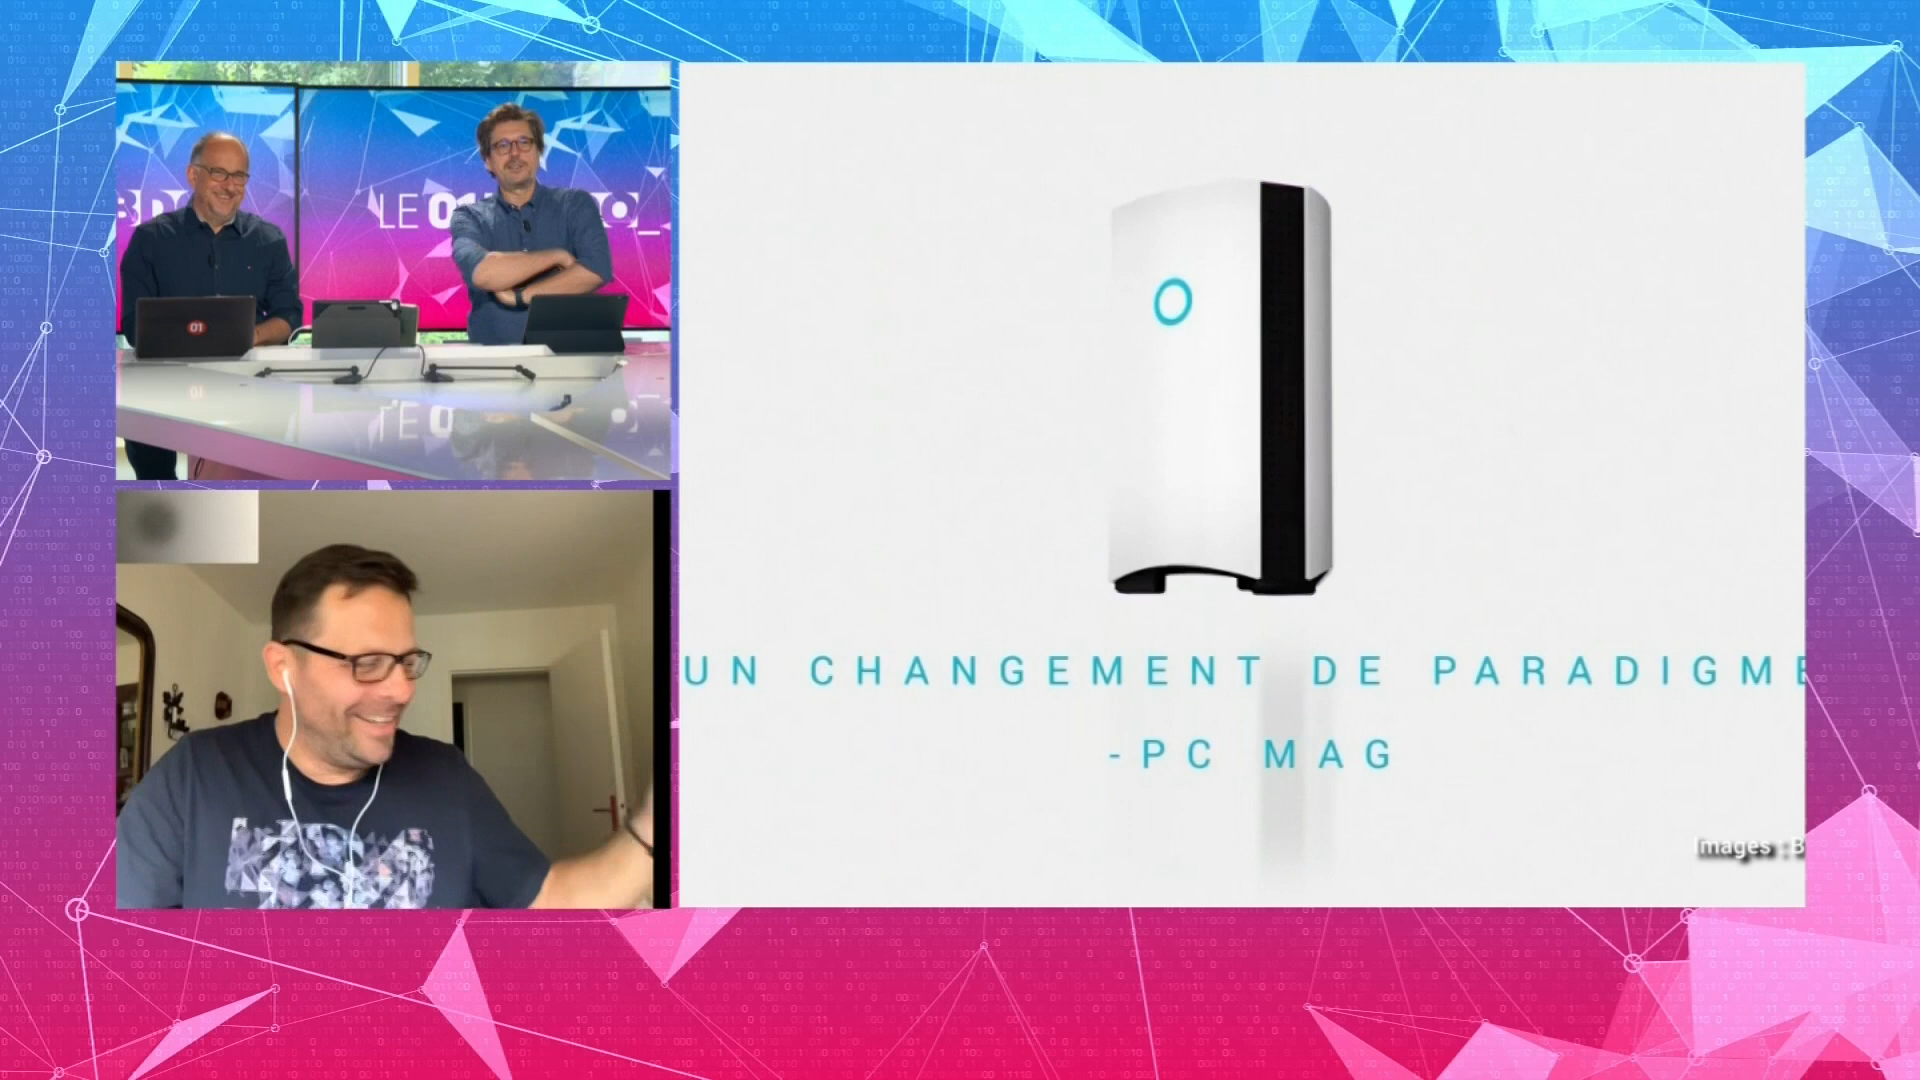 LE 01
01
UN CHANGEMENT DE PARADIGME
-PC MAG
Images : B